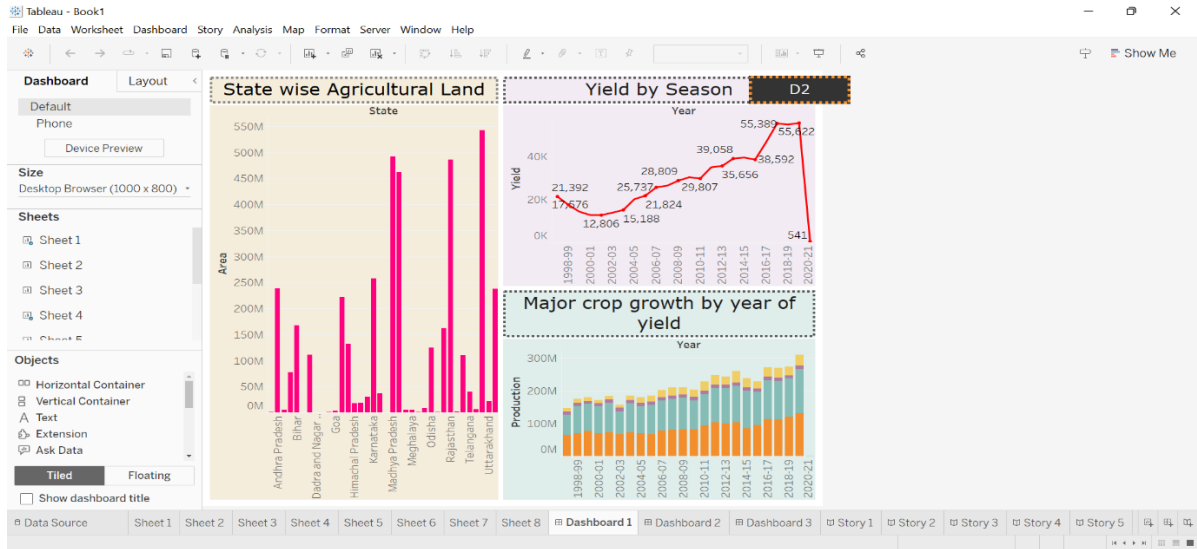 Tableau - Book1
File Data Worksheet Dashboard Story Analysis Map Format Server Window Help
Show Me
Dashboard Layout
Default
Phone
Device Preview
Size
Desktop Browser (1000 x 800)
Sheets
Sheet 1
Sheet 2
Sheet 3
Sheet 4
Sheet 5
Objects
Horizontal Container
Vertical Container
Text
Extension
Ask Data
Tiled Floating
Show dashboard title
State wise Agricultural Land
State
Area
550M
500M
450M
400M
350M
300M
250M
200M
150M
100M
50M
0M
Andhra Pradesh
Bihar
Dadra and Nagar ..
Goa
Himachal Pradesh
Karnataka
Madhya Pradesh
Meghalaya
Odisha
Rajasthan
Telangana
Uttarakhand
Yield by Season
D2
Year
Yield
40K
20K
0K
21,392
17,576
12,806
15,188
25,737
21,824
28,809
29,807
39,058
35,656
38,592
55,389
55,622
541
1998-99
2000-01
2002-03
2004-05
2006-07
2008-09
2010-11
2012-13
2014-15
2016-17
2018-19
2020-21
Major crop growth by year of
yield
Year
Production
300M
200M
100M
0M
1998-99
2000-01
2002-03
2004-05
2006-07
2008-09
2010-11
2012-13
2014-15
2016-17
2018-19
2020-21
Data Source Sheet 1 Sheet 2 Sheet 3 Sheet 4 Sheet 5 Sheet 6 Sheet 7 Sheet 8 Dashboard 1 Dashboard 2 Dashboard 3 Story 1 Story 2 Story 3 Story 4 Story 5